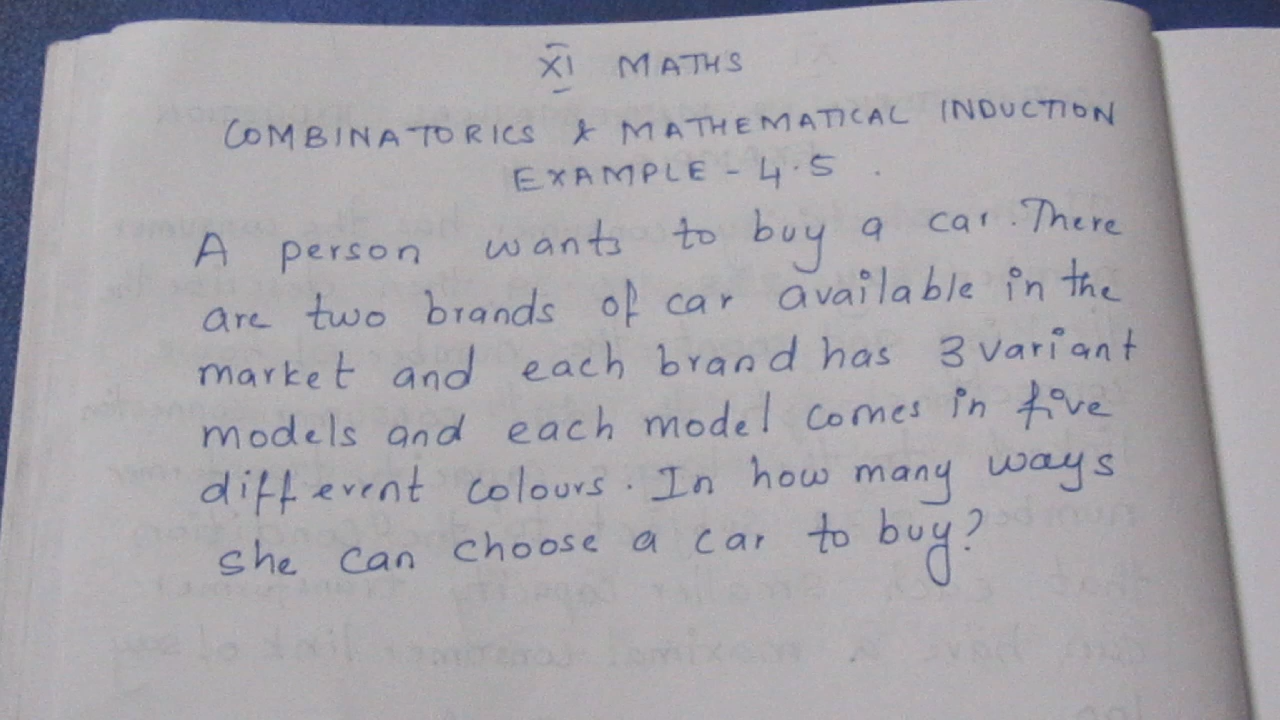 XI MATHS
COMBINATORICS & MATHEMATICAL INDUCTION
EXAMPLE - 4.5.
A person wants to buy a car. There
are two brands of car available in the
market and each brand has 3 variant
models and each model comes in five
different colours. In how many ways
she can choose a car to buy?